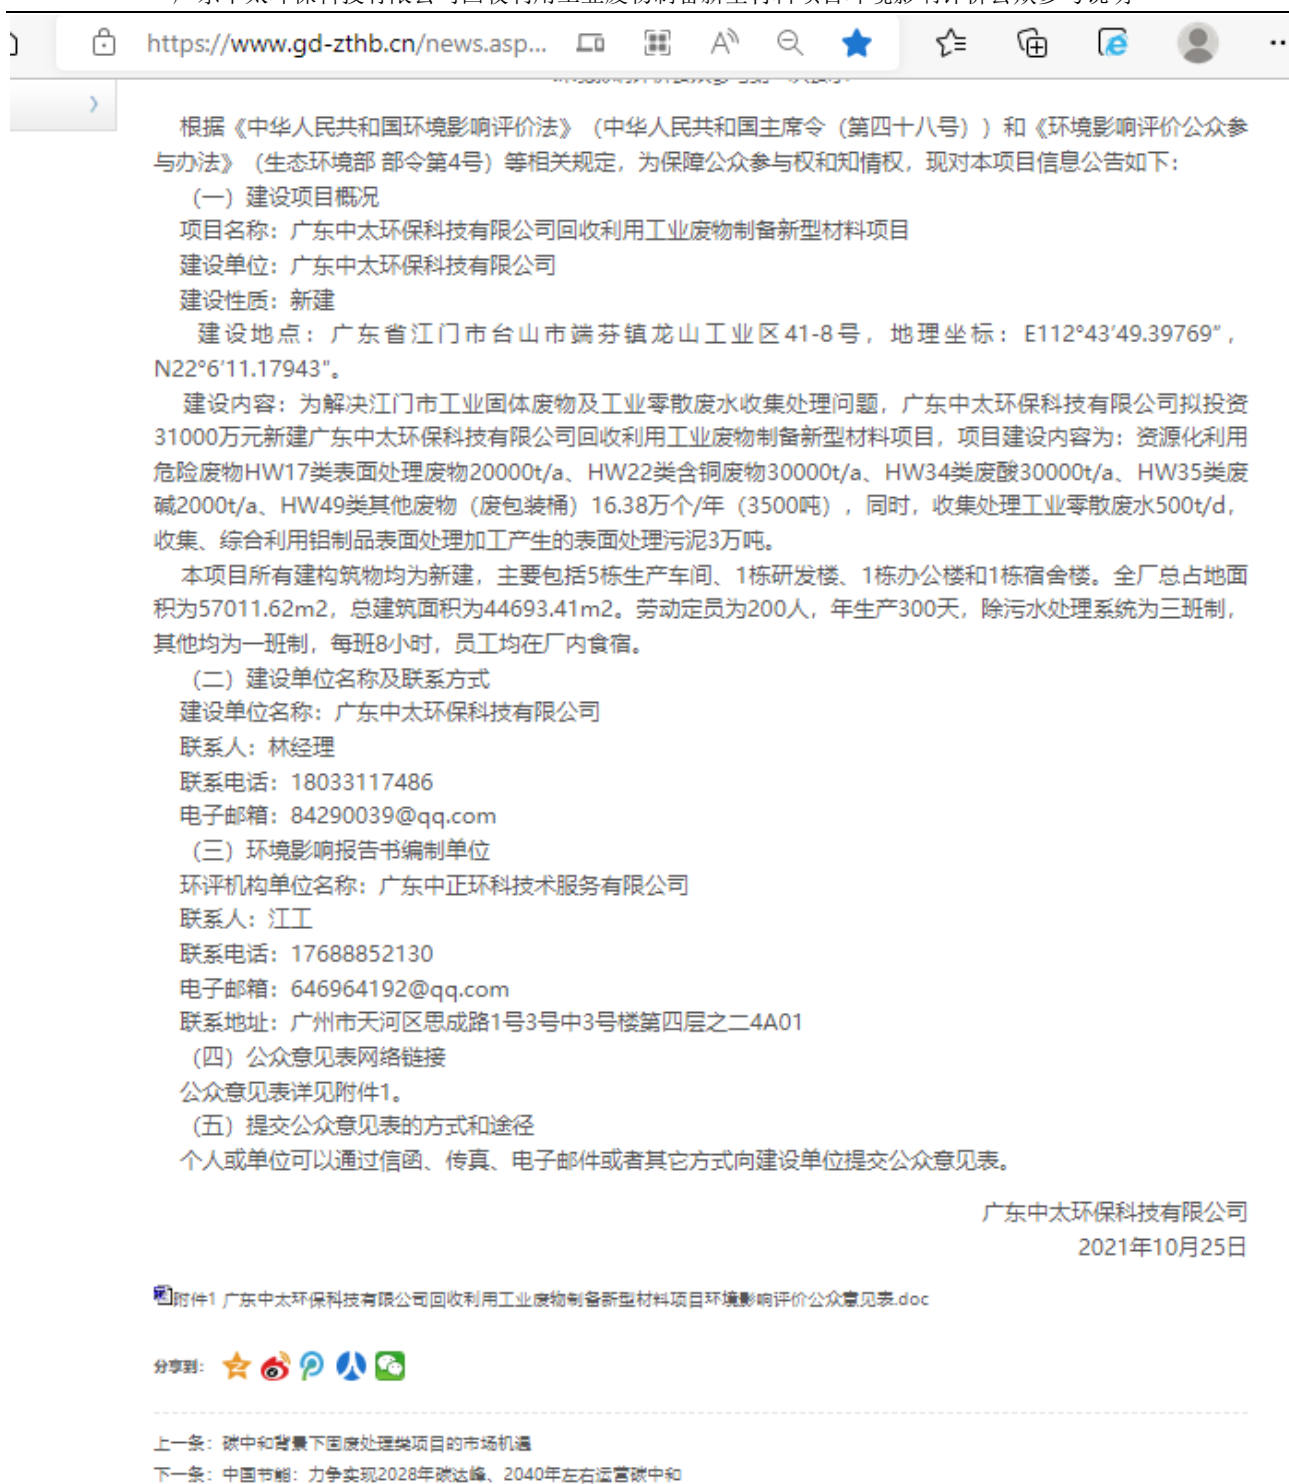 https://www.gd-zthb.cn/news.asp...
根据《中华人民共和国环境影响评价法》（中华人民共和国主席令（第四十八号））和《环境影响评价公众参
与办法》（生态环境部 部令第4号）等相关规定，为保障公众参与权和知情权，现对本项目信息公告如下：
（一）建设项目概况
项目名称：广东中太环保科技有限公司回收利用工业废物制备新型材料项目
建设单位：广东中太环保科技有限公司
建设性质：新建
建设地点：广东省江门市台山市端芬镇龙山工业区41-8号，地理坐标：E112°43′49.39769″，
N22°6′11.17943″。
建设内容：为解决江门市工业固体废物及工业零散废水收集处理问题，广东中太环保科技有限公司拟投资
31000万元新建广东中太环保科技有限公司回收利用工业废物制备新型材料项目，项目建设内容为：资源化利用
危险废物HW17类表面处理废物20000t/a、HW22类含铜废物30000t/a、HW34类废酸30000t/a、HW35类废
碱2000t/a、HW49类其他废物（废包装桶）16.38万个/年（3500吨），同时，收集处理工业零散废水500t/d，
收集、综合利用铝制品表面处理加工产生的表面处理污泥3万吨。
本项目所有建构筑物均为新建，主要包括5栋生产车间、1栋研发楼、1栋办公楼和1栋宿舍楼。全厂总占地面
积为57011.62m2，总建筑面积为44693.41m2。劳动定员为200人，年生产300天，除污水处理系统为三班制，
其他均为一班制，每班8小时，员工均在厂内食宿。
（二）建设单位名称及联系方式
建设单位名称：广东中太环保科技有限公司
联系人：林经理
联系电话：18033117486
电子邮箱：84290039@qq.com
（三）环境影响报告书编制单位
环评机构单位名称：广东中正环科技术服务有限公司
联系人：江工
联系电话：17688852130
电子邮箱：646964192@qq.com
联系地址：广州市天河区思成路1号3号中3号楼第四层之二4A01
（四）公众意见表网络链接
公众意见表详见附件1。
（五）提交公众意见表的方式和途径
个人或单位可以通过信函、传真、电子邮件或者其它方式向建设单位提交公众意见表。
广东中太环保科技有限公司
2021年10月25日
附件1 广东中太环保科技有限公司回收利用工业废物制备新型材料项目环境影响评价公众意见表.doc
分享到：
上一条：碳中和背景下固废处理类项目的市场机遇
下一条：中国节能：力争实现2028年碳达峰、2040年左右运营碳中和